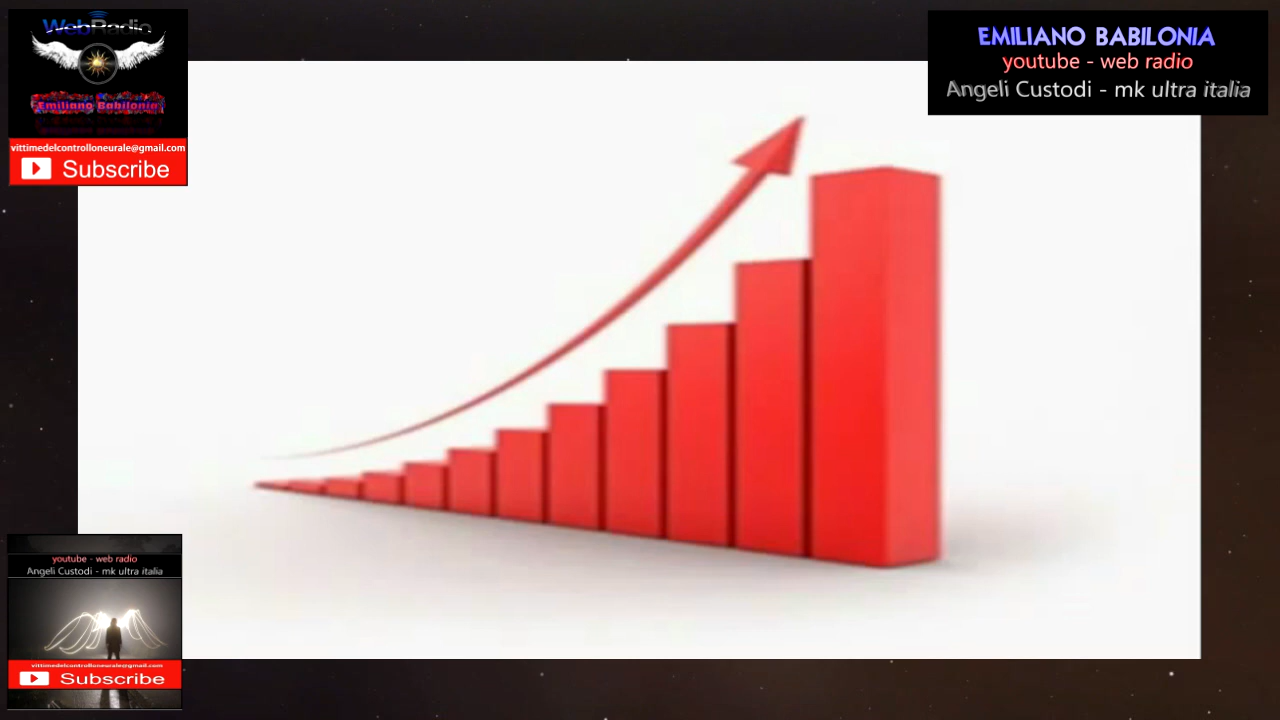 WebRadio
Emiliano Babilonia
vittimedelcontrolloneurale@gmail.com
Subscribe
EMILIANO BABILONIA
youtube - web radio
Angeli Custodi - mk ultra italia
youtube - web radio
Angeli Custodi - mk ultra italia
vittimedelcontrolloneurale@gmail.com
Subscribe